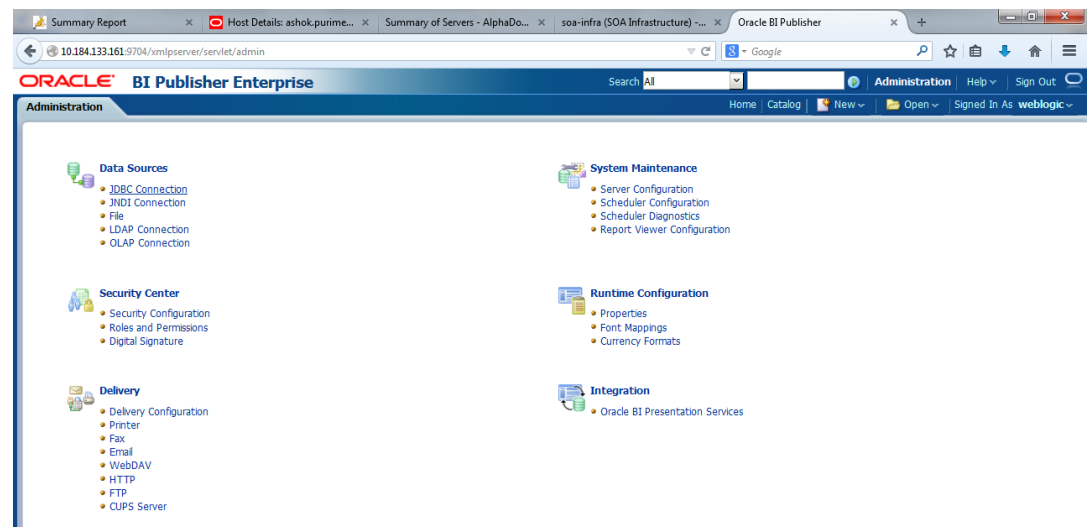 Summary Report
Host Details: ashok.purime...
Summary of Servers - AlphaDo...
soa-infra (SOA Infrastructure) -...
Oracle BI Publisher
10.184.133.161:9704/xmlpserver/servlet/admin
Google
ORACLE BI Publisher Enterprise
Search All
Administration Help Sign Out
Administration
Home Catalog New Open Signed In As weblogic
Data Sources
JDBC Connection
JNDI Connection
File
LDAP Connection
OLAP Connection
System Maintenance
Server Configuration
Scheduler Configuration
Scheduler Diagnostics
Report Viewer Configuration
Security Center
Security Configuration
Roles and Permissions
Digital Signature
Runtime Configuration
Properties
Font Mappings
Currency Formats
Delivery
Delivery Configuration
Printer
Fax
Email
WebDAV
HTTP
FTP
CUPS Server
Integration
Oracle BI Presentation Services